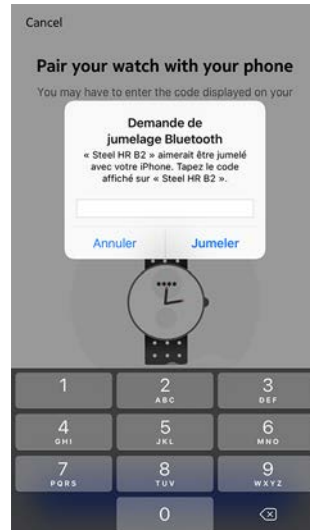 Cancel
Pair your watch with your phone
You may have to enter the code displayed on your
Demande de
jumelage Bluetooth
« Steel HR B2 » aimerait être jumelé
avec votre iPhone. Tapez le code
affiché sur « Steel HR B2 ».
Annuler Jumeler
1 2 3
ABC DEF
4 5 6
GHI JKL MNO
7 8 9
PQRS TUV WXYZ
0